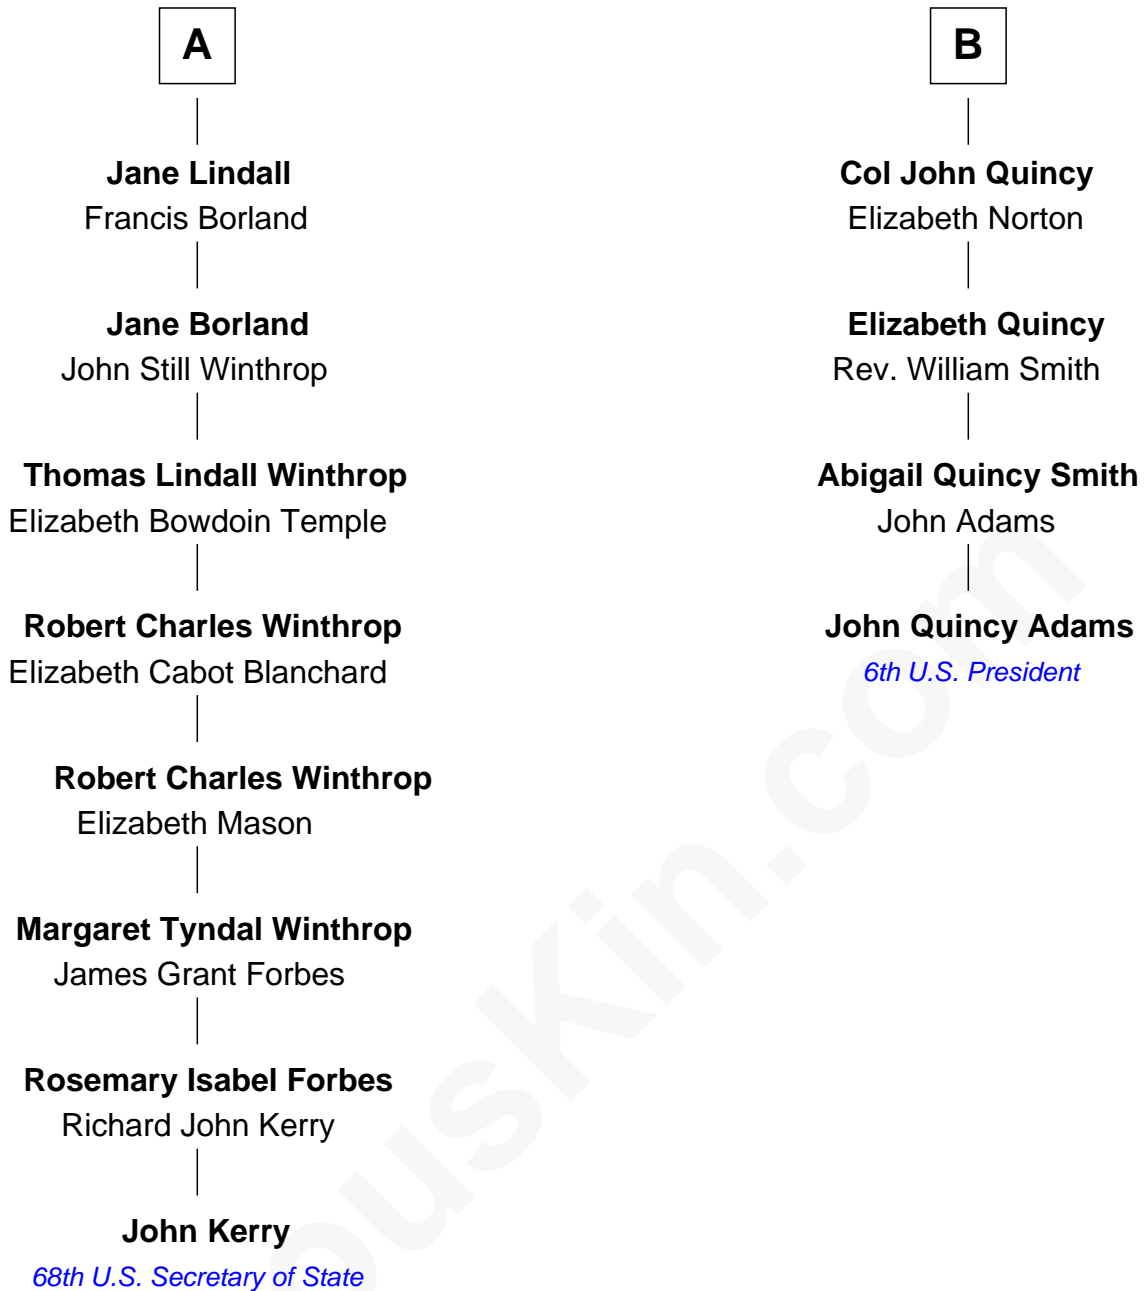 A
Jane Lindall
Francis Borland
Jane Borland
John Still Winthrop
Thomas Lindall Winthrop
Elizabeth Bowdoin Temple
Robert Charles Winthrop
Elizabeth Cabot Blanchard
Robert Charles Winthrop
Elizabeth Mason
Margaret Tyndal Winthrop
James Grant Forbes
Rosemary Isabel Forbes
Richard John Kerry
John Kerry
68th U.S. Secretary of State
B
Col John Quincy
Elizabeth Norton
Elizabeth Quincy
Rev. William Smith
Abigail Quincy Smith
John Adams
John Quincy Adams
6th U.S. President
ousKin.com